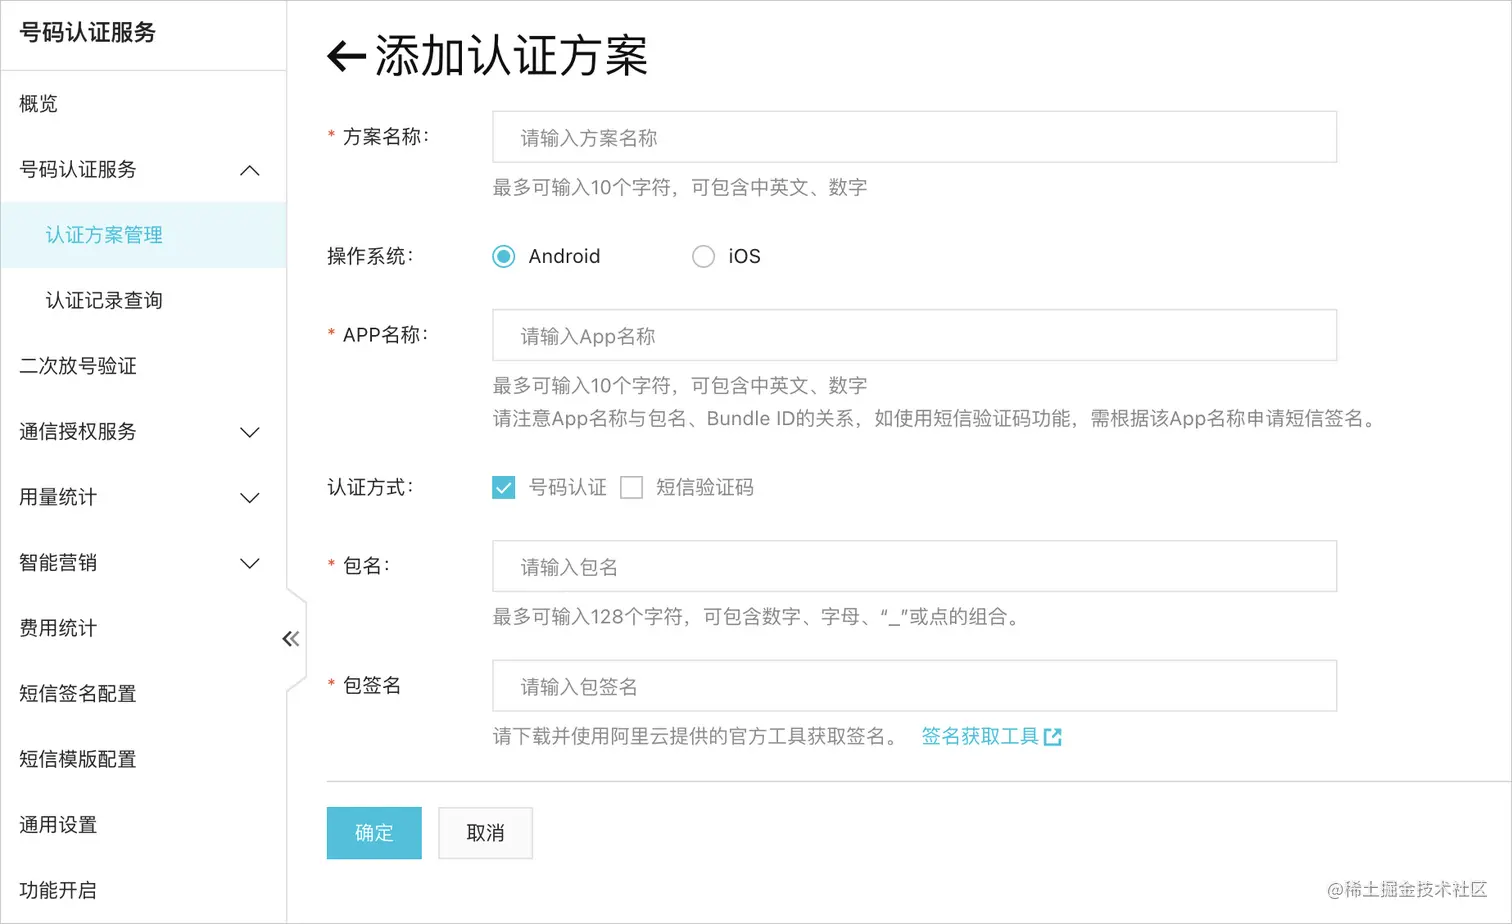 号码认证服务
概览
号码认证服务
认证方案管理
认证记录查询
二次放号验证
通信授权服务
用量统计
智能营销
费用统计
短信签名配置
短信模版配置
通用设置
功能开启
添加认证方案
* 方案名称：
请输入方案名称
最多可输入10个字符，可包含中英文、数字
操作系统：
Android iOS
* APP名称：
请输入App名称
最多可输入10个字符，可包含中英文、数字
请注意App名称与包名、Bundle ID的关系，如使用短信验证码功能，需根据该App名称申请短信签名。
认证方式：
号码认证 短信验证码
* 包名：
请输入包名
最多可输入128个字符，可包含数字、字母、“_”或点的组合。
* 包签名
请输入包签名
请下载并使用阿里云提供的官方工具获取签名。 签名获取工具
确定 取消
@稀土掘金技术社区